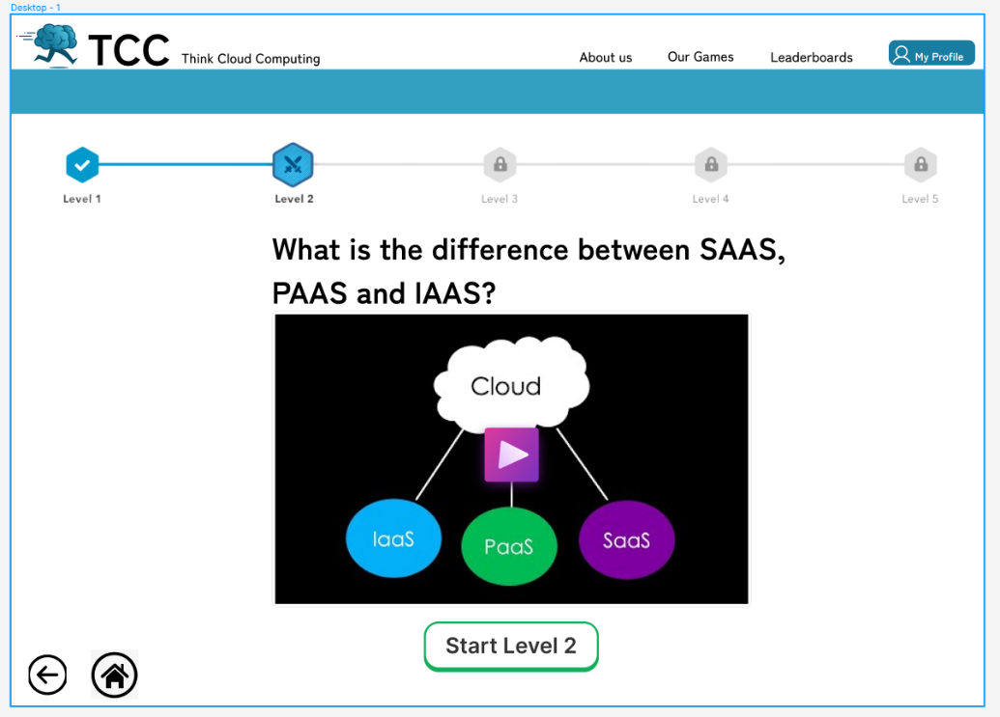 Desktop - 1
TCC Think Cloud Computing
About us Our Games Leaderboards My Profile
Level 1 Level 2 Level 3 Level 4 Level 5
What is the difference between SAAS,
PAAS and IAAS?
Cloud
IaaS PaaS SaaS
Start Level 2